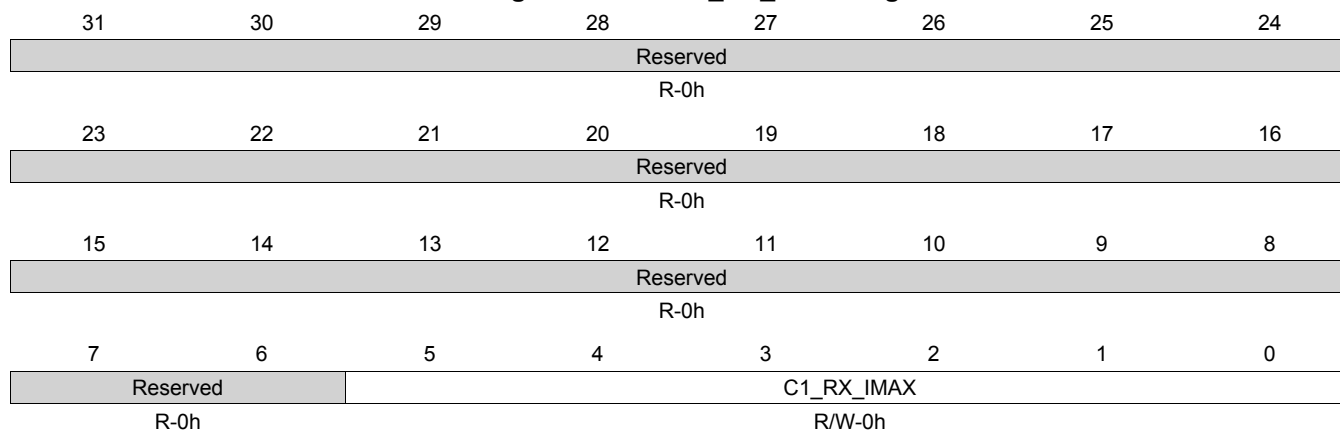 31 30 29 28 27 26 25 24
Reserved
R-0h
23 22 21 20 19 18 17 16
Reserved
R-0h
15 14 13 12 11 10 9 8
Reserved
R-0h
7 6 5 4 3 2 1 0
Reserved C1_RX_IMAX
R-0h R/W-0h